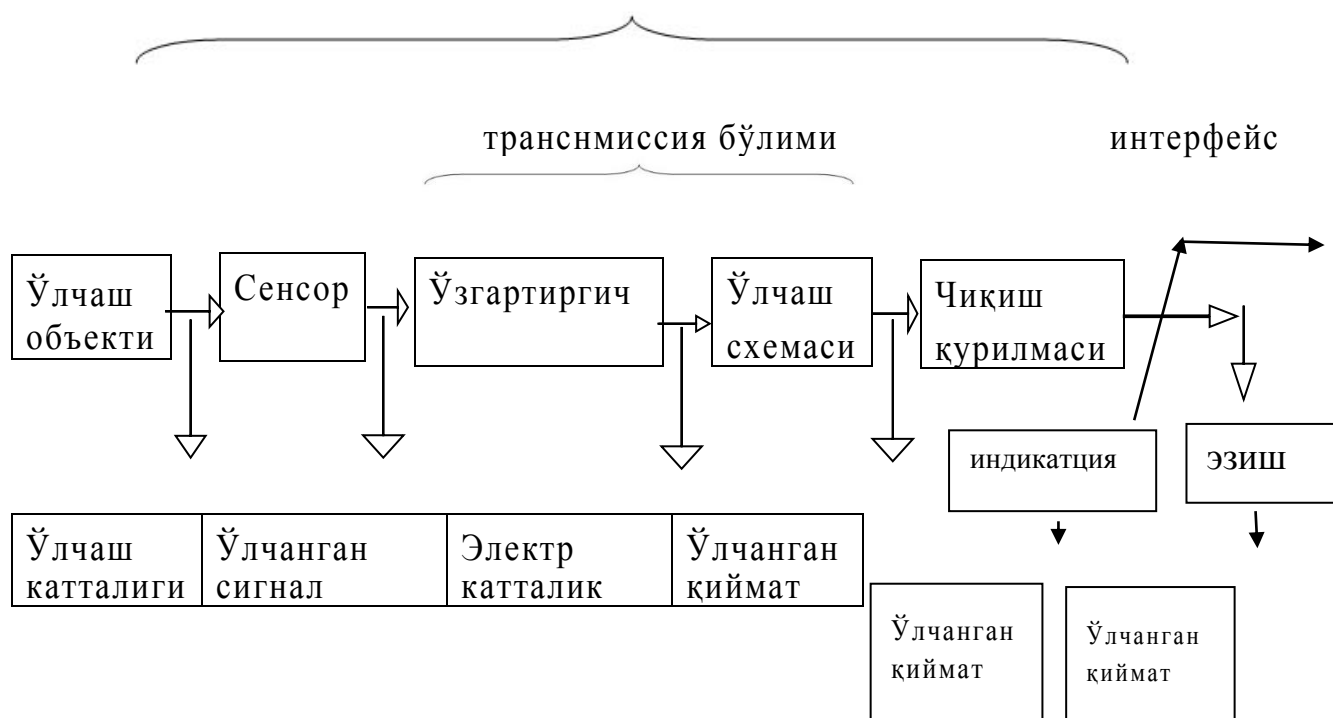 транснмиссия бўлими
интерфейс
Ўлчаш
объекти
Сенсор
Ўзгартиргич
Ўлчаш
схемаси
Чиқиш
қурилмаси
индикатция
эзиш
Ўлчаш
катталиги
Ўлчанган
сигнал
Электр
катталик
Ўлчанган
қиймат
Ўлчанган
қиймат
Ўлчанган
қиймат